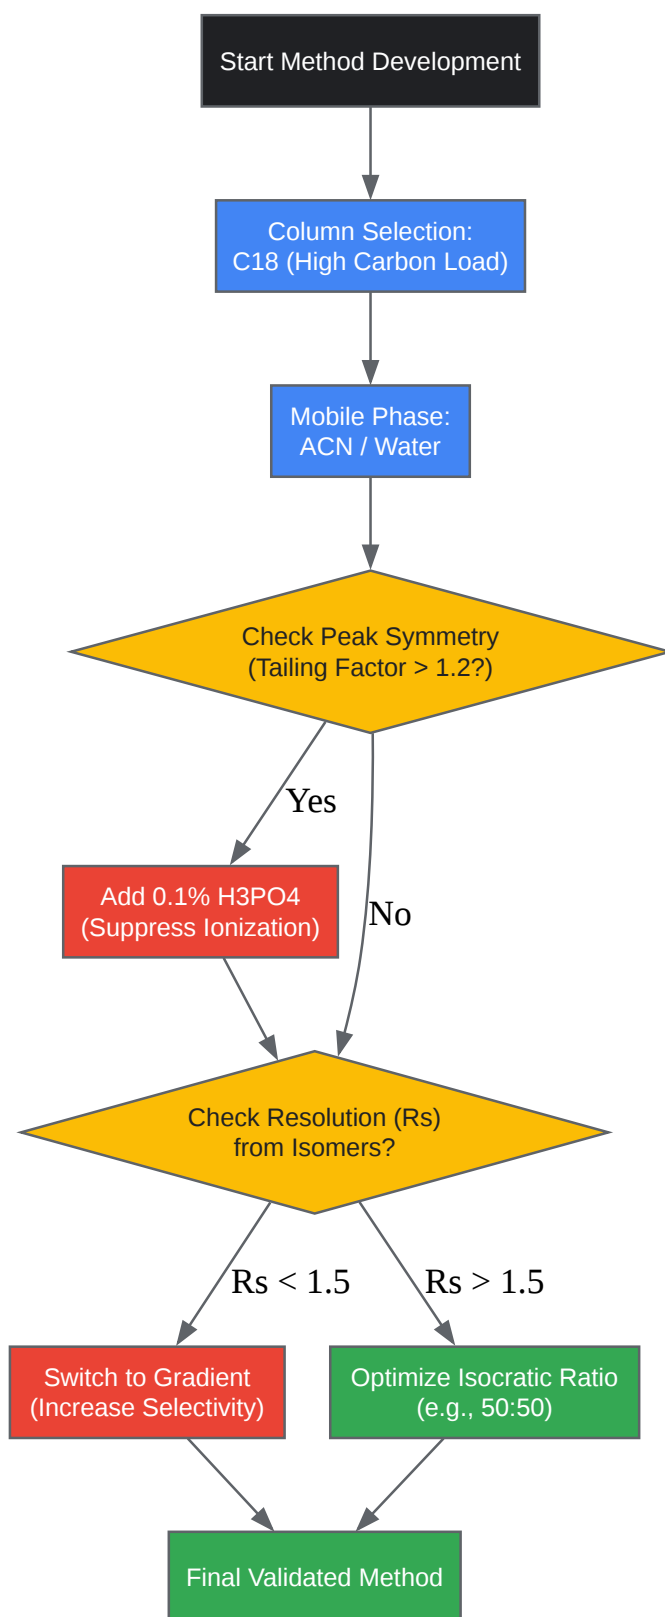 Start Method Development
Column Selection:
C18 (High Carbon Load)
Mobile Phase:
ACN / Water
Check Peak Symmetry
(Tailing Factor > 1.2?)
Yes
Add 0.1% H3PO4
(Suppress Ionization)
No
Check Resolution (Rs)
from Isomers?
Rs < 1.5
Rs > 1.5
Switch to Gradient
(Increase Selectivity)
Optimize Isocratic Ratio
(e.g., 50:50)
Final Validated Method